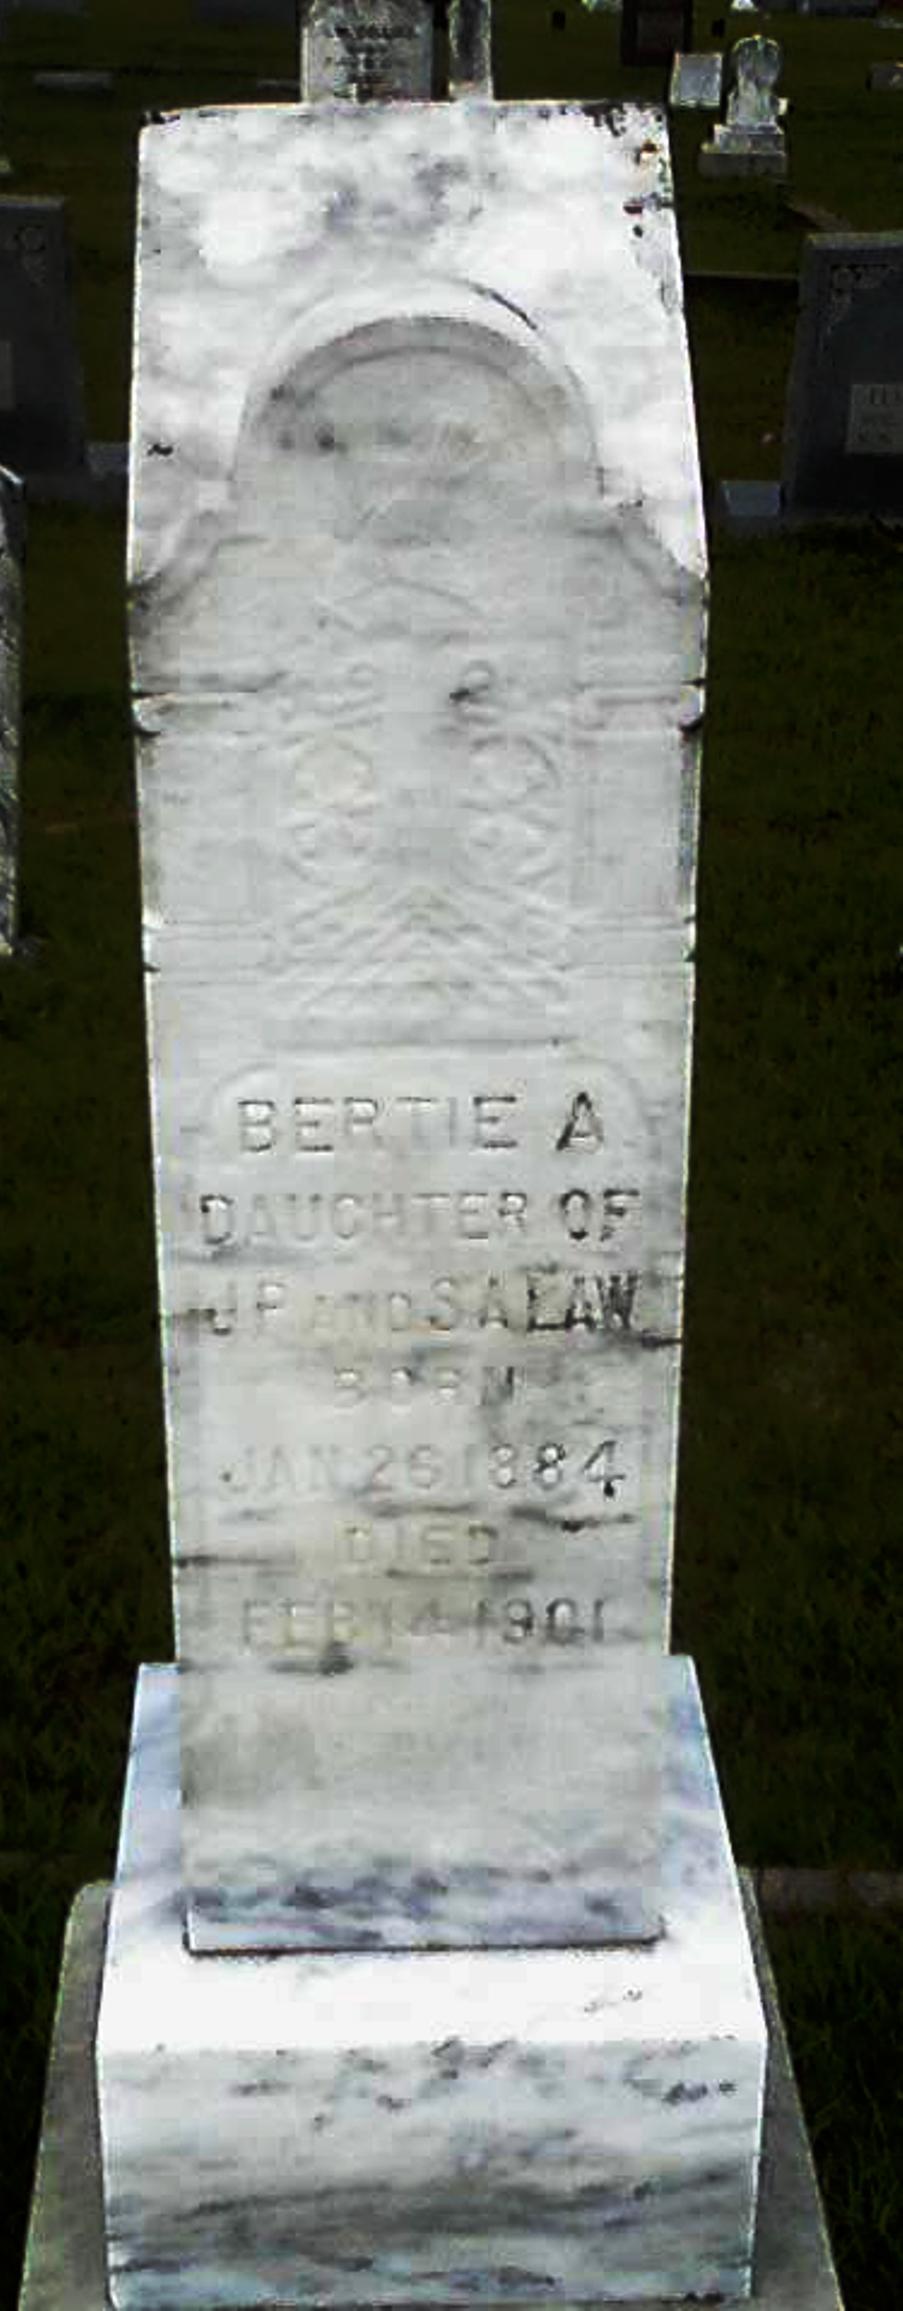 BERTIE A
DAUGHTER OF
J P AND S A LAW
BORN
JAN 26 1884
DIED
FEB 14 1901